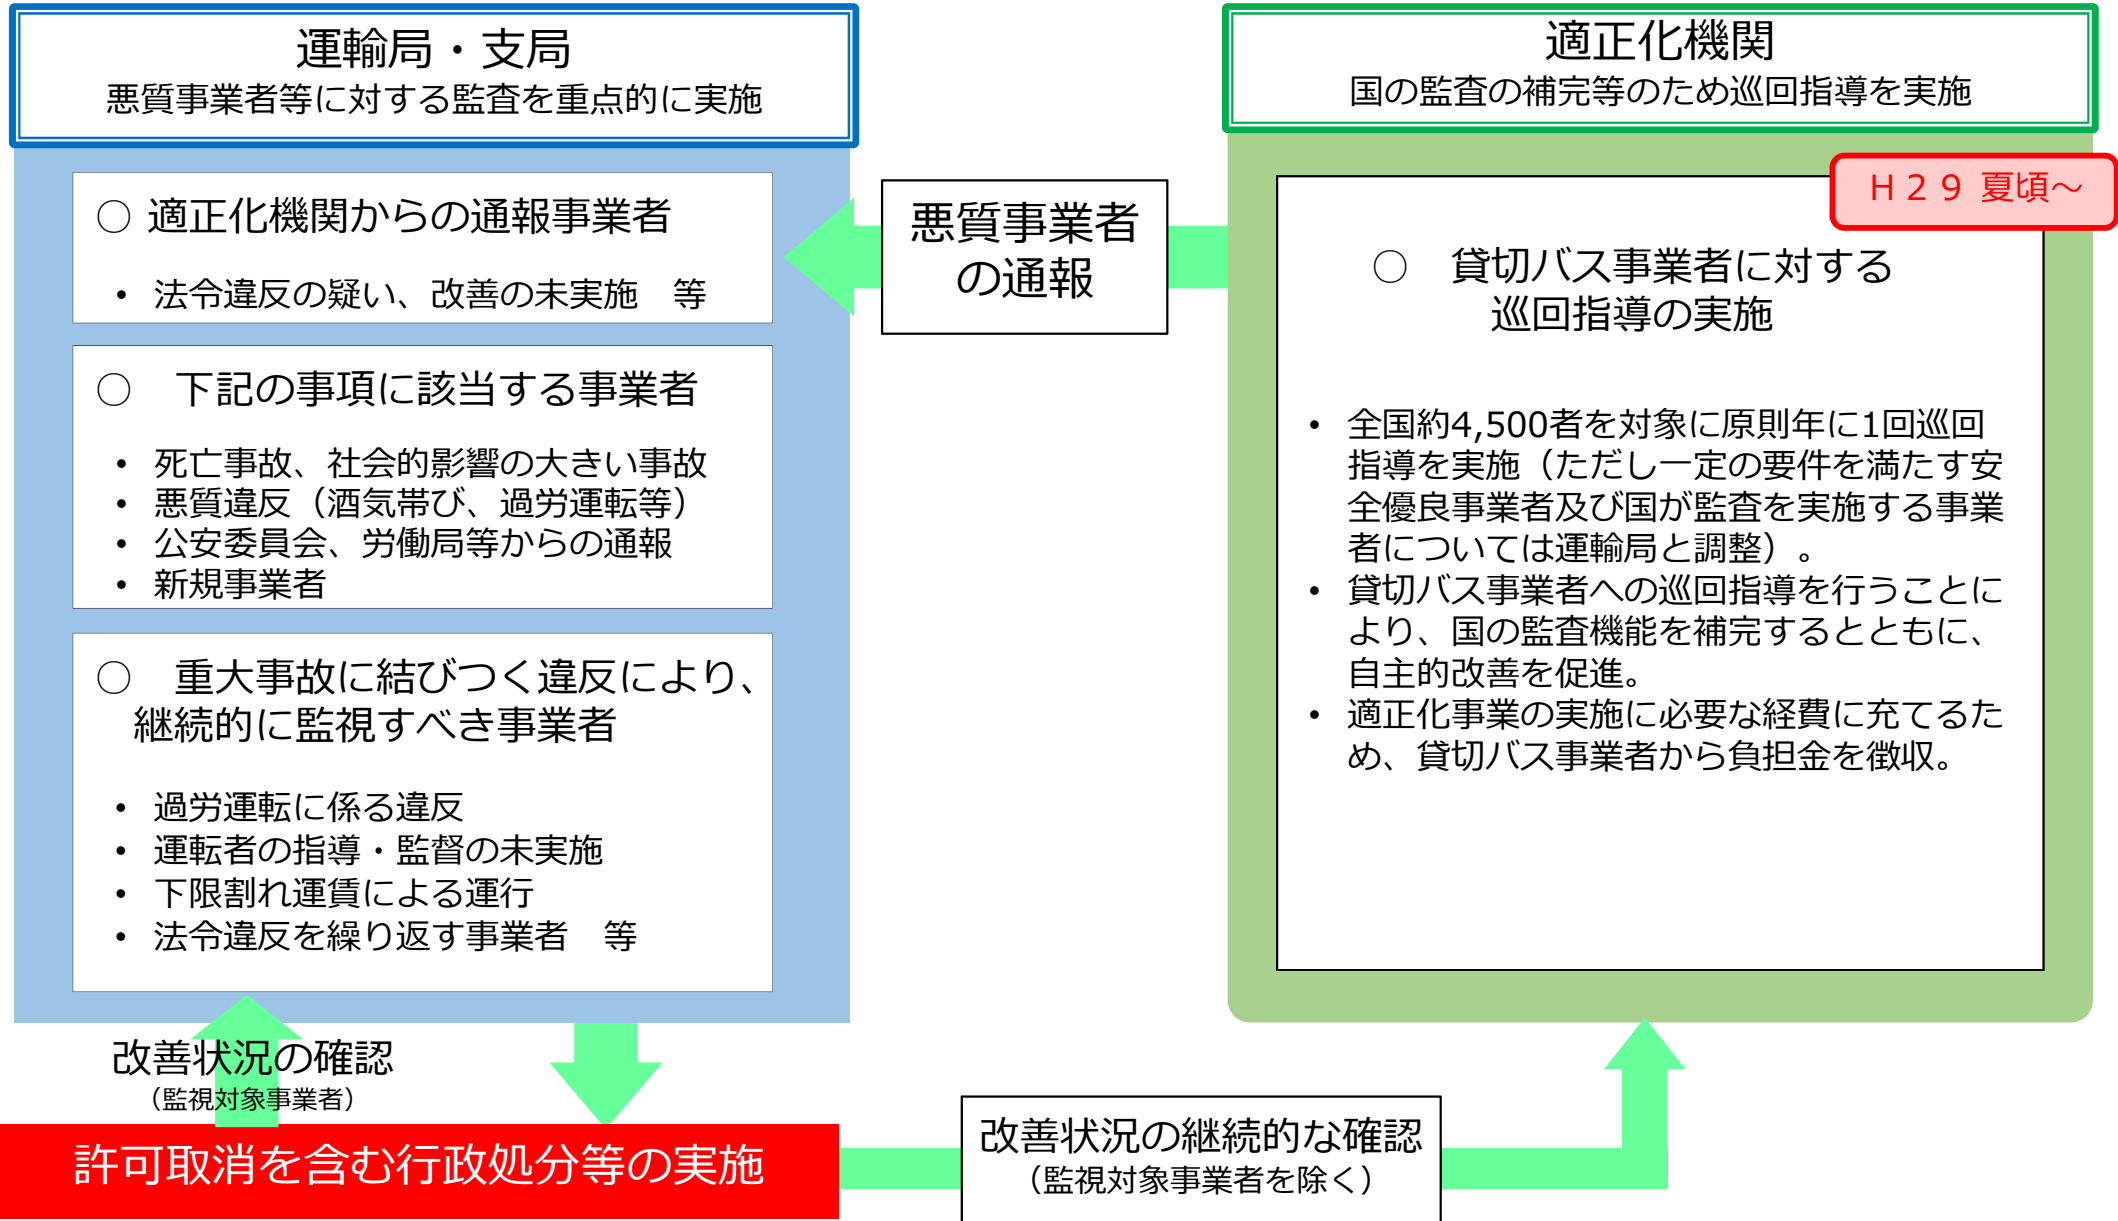 運輸局・支局
悪質事業者等に対する監査を重点的に実施
○ 適正化機関からの通報事業者
• 法令違反の疑い、改善の未実施　等
○　下記の事項に該当する事業者
• 死亡事故、社会的影響の大きい事故
• 悪質違反（酒気帯び、過労運転等）
• 公安委員会、労働局等からの通報
• 新規事業者
○　重大事故に結びつく違反により、
継続的に監視すべき事業者
• 過労運転に係る違反
• 運転者の指導・監督の未実施
• 下限割れ運賃による運行
• 法令違反を繰り返す事業者　等
悪質事業者
の通報
適正化機関
国の監査の補完等のため巡回指導を実施
Ｈ２９ 夏頃～
○　貸切バス事業者に対する
巡回指導の実施
• 全国約4,500者を対象に原則年に1回巡回
指導を実施（ただし一定の要件を満たす安
全優良事業者及び国が監査を実施する事業
者については運輸局と調整）。
• 貸切バス事業者への巡回指導を行うことに
より、国の監査機能を補完するとともに、
自主的改善を促進。
• 適正化事業の実施に必要な経費に充てるた
め、貸切バス事業者から負担金を徴収。
改善状況の確認
（監視対象事業者）
許可取消を含む行政処分等の実施
改善状況の継続的な確認
（監視対象事業者を除く）